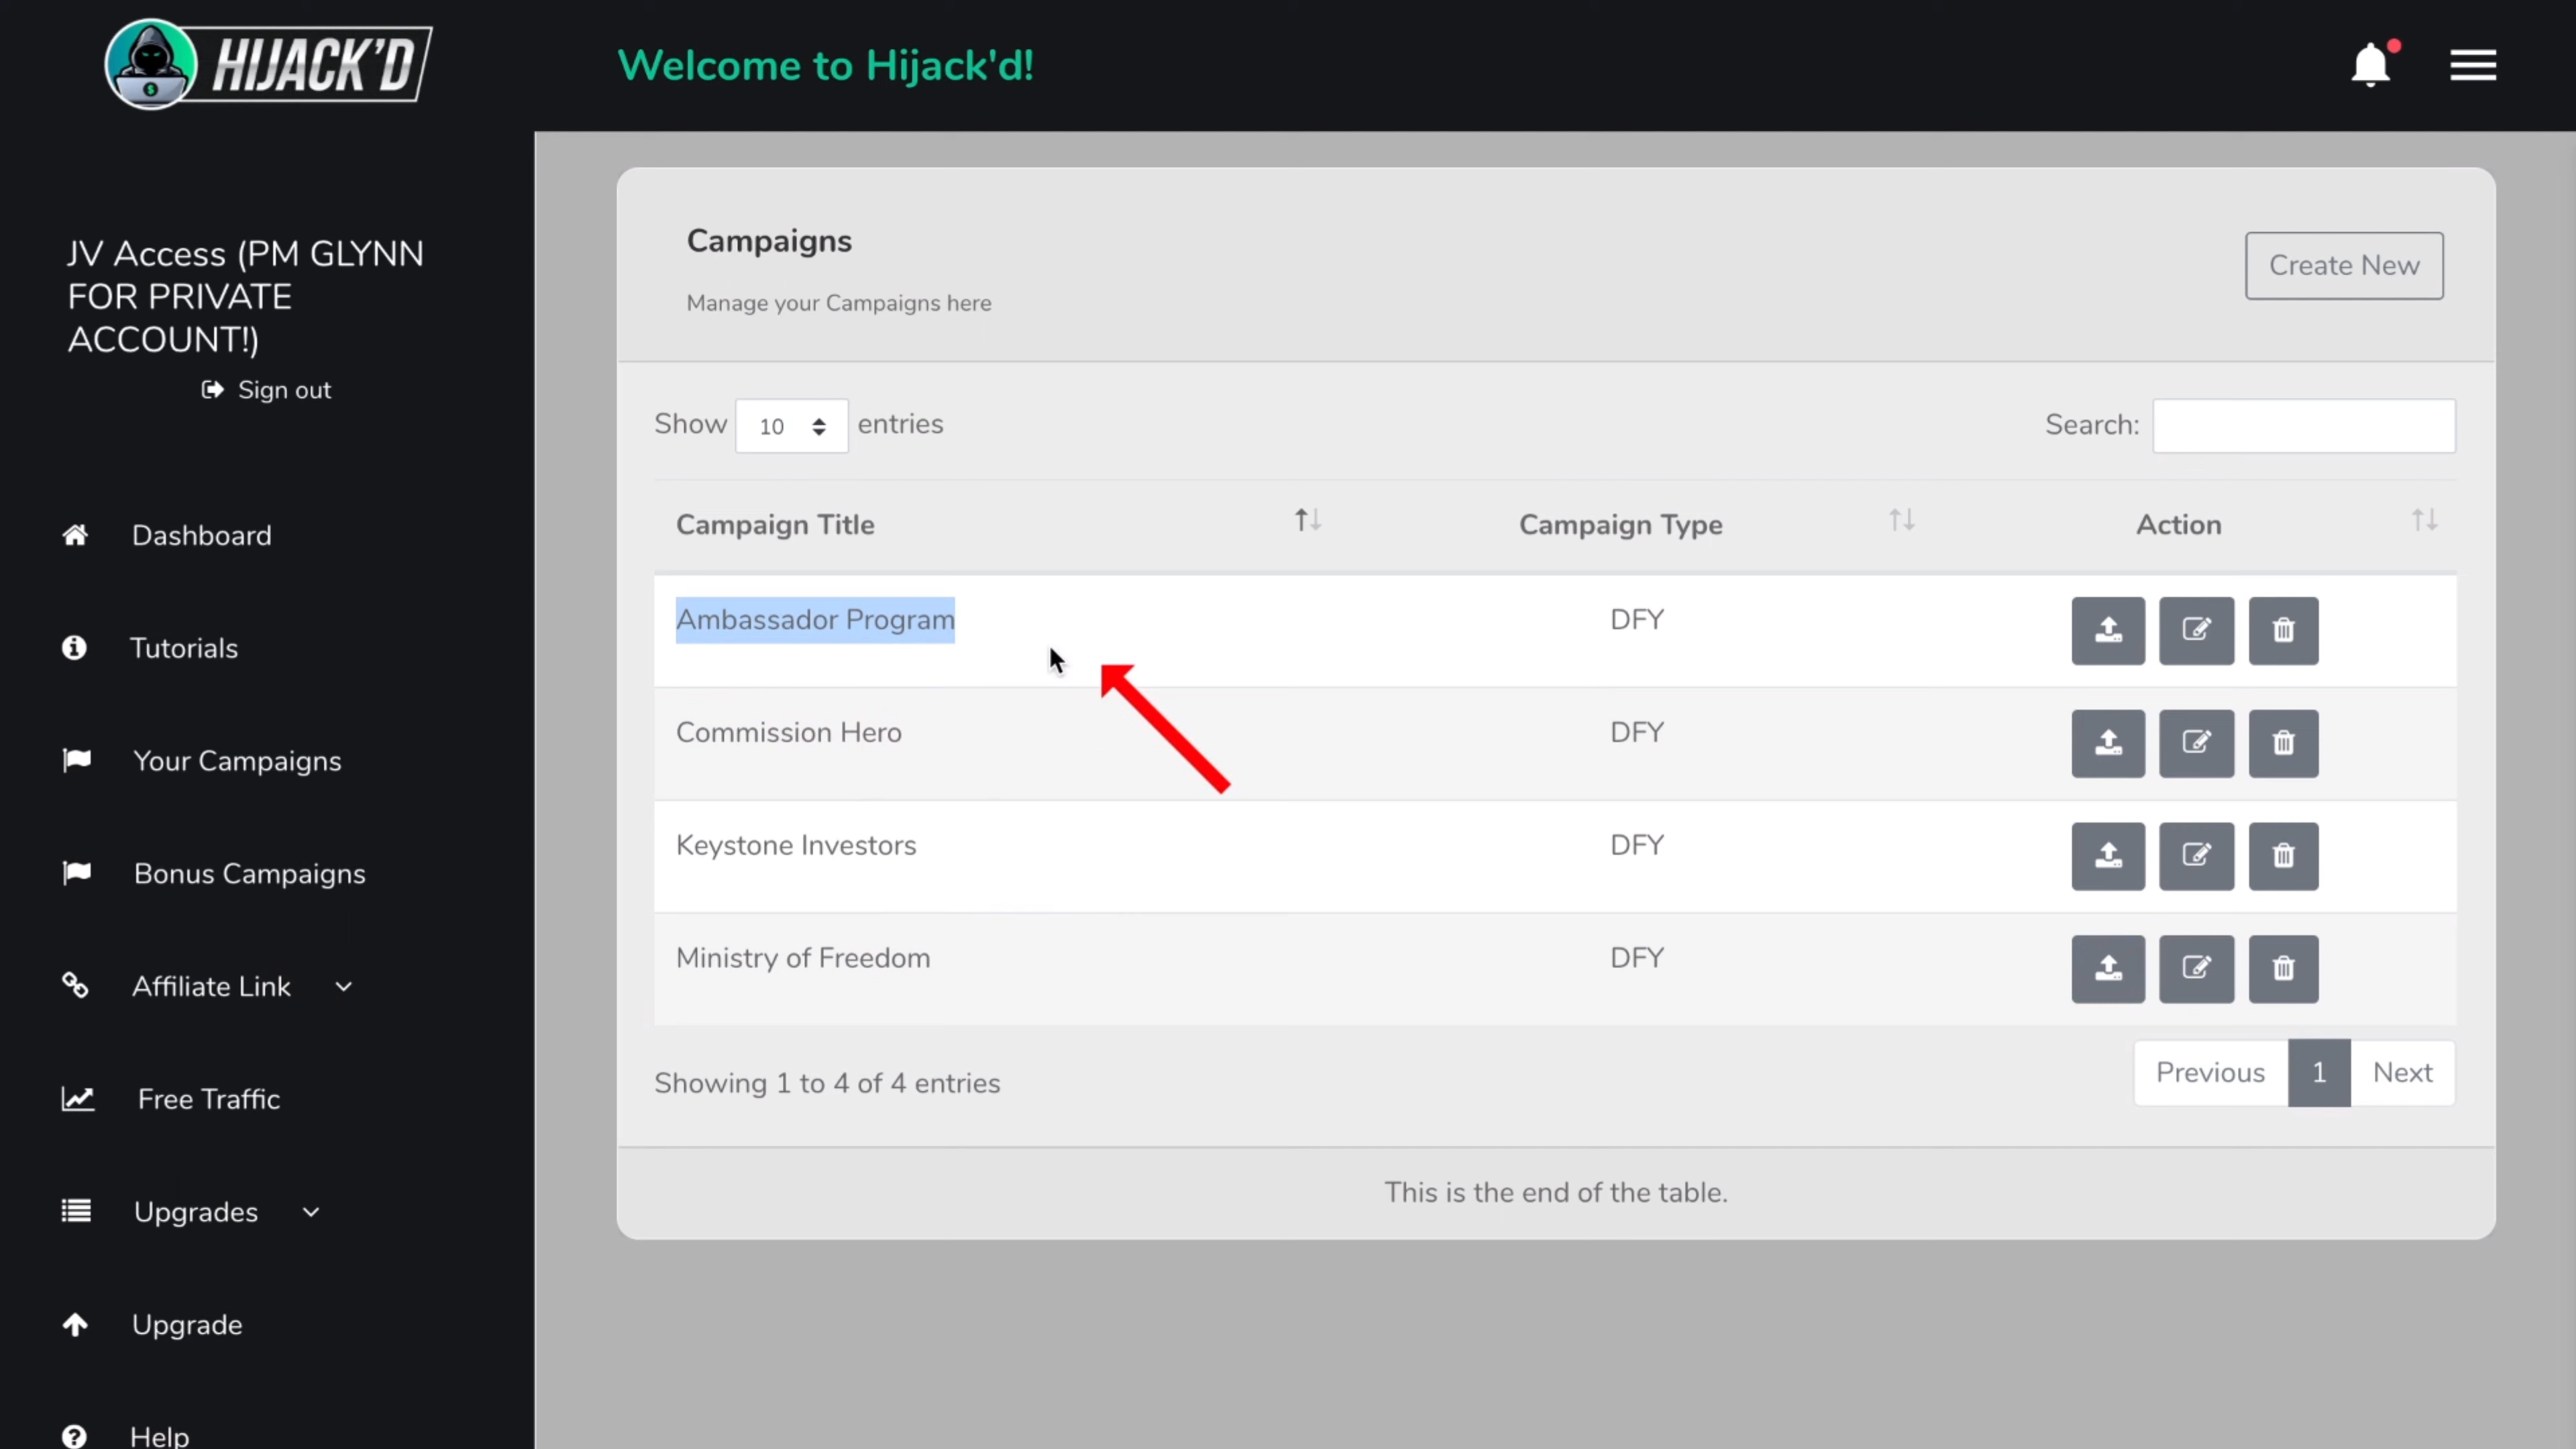 HIJACK'D
Welcome to Hijack'd!
JV Access (PM GLYNN
FOR PRIVATE
ACCOUNT!)
Sign out
Dashboard
Tutorials
Your Campaigns
Bonus Campaigns
Affiliate Link
Free Traffic
Upgrades
Upgrade
Help
Campaigns
Manage your Campaigns here
Create New
Show 10 entries
Search:
Campaign Title Campaign Type Action
Ambassador Program DFY
Commission Hero DFY
Keystone Investors DFY
Ministry of Freedom DFY
Showing 1 to 4 of 4 entries
Previous 1 Next
This is the end of the table.